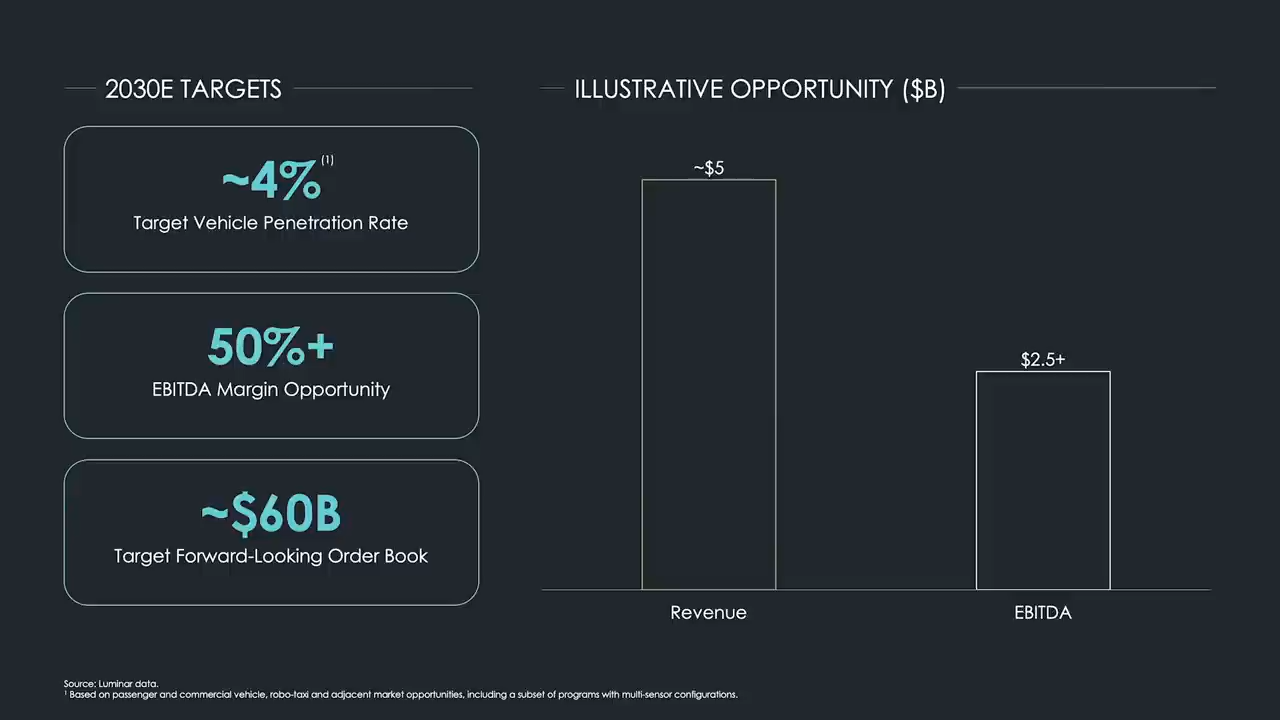 2030E TARGETS
~4%(1)
Target Vehicle Penetration Rate
50%+
EBITDA Margin Opportunity
~$60B
Target Forward-Looking Order Book
ILLUSTRATIVE OPPORTUNITY ($B)
~$5
$2.5+
Revenue
EBITDA
Source: Luminar data.
1 Based on passenger and commercial vehicle, robo-taxi and adjacent market opportunities, including a subset of programs with multi-sensor configurations.